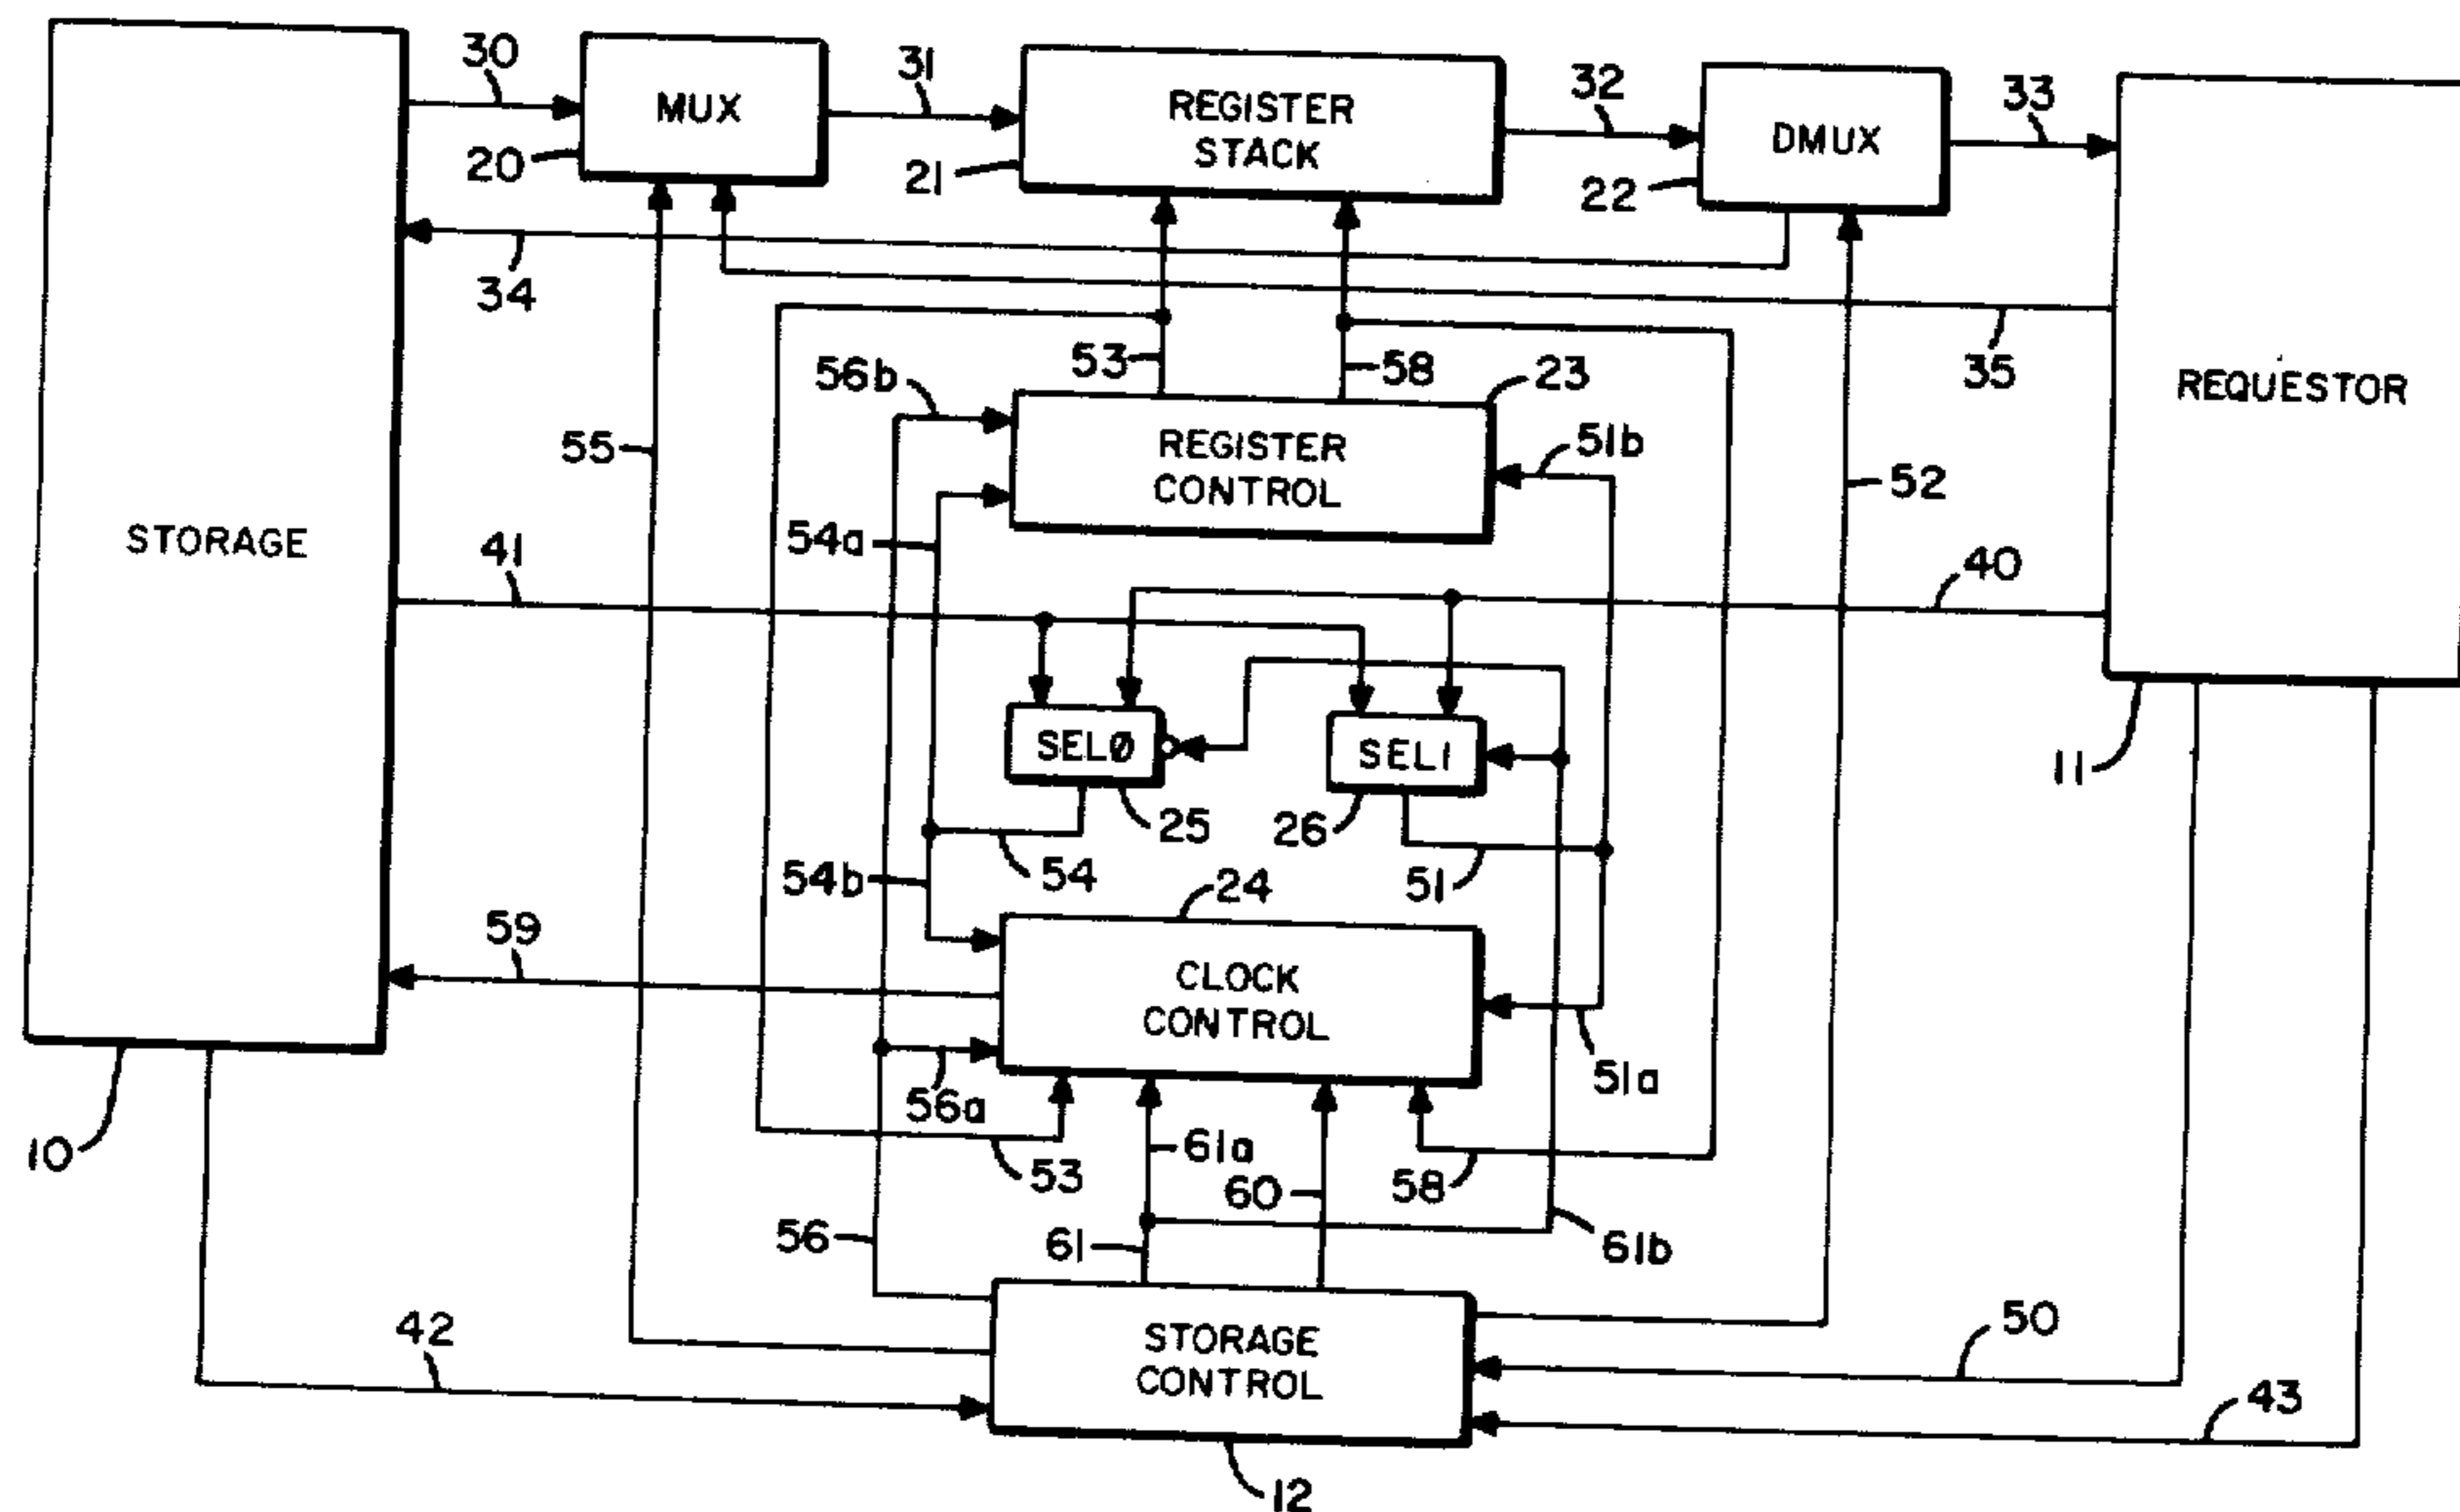 30
31
32
33
MUX
REGISTER
STACK
DMUX
20
21
22
34
35
53
58
23
56b
REQUESTOR
55
REGISTER
CONTROL
51b
52
STORAGE
41
54a
40
SELØ
SEL1
11
25
26
54
51
54b
24
59
CLOCK
CONTROL
56a
51a
10
53
61a
60
58
56
61
61b
42
STORAGE
CONTROL
50
43
12